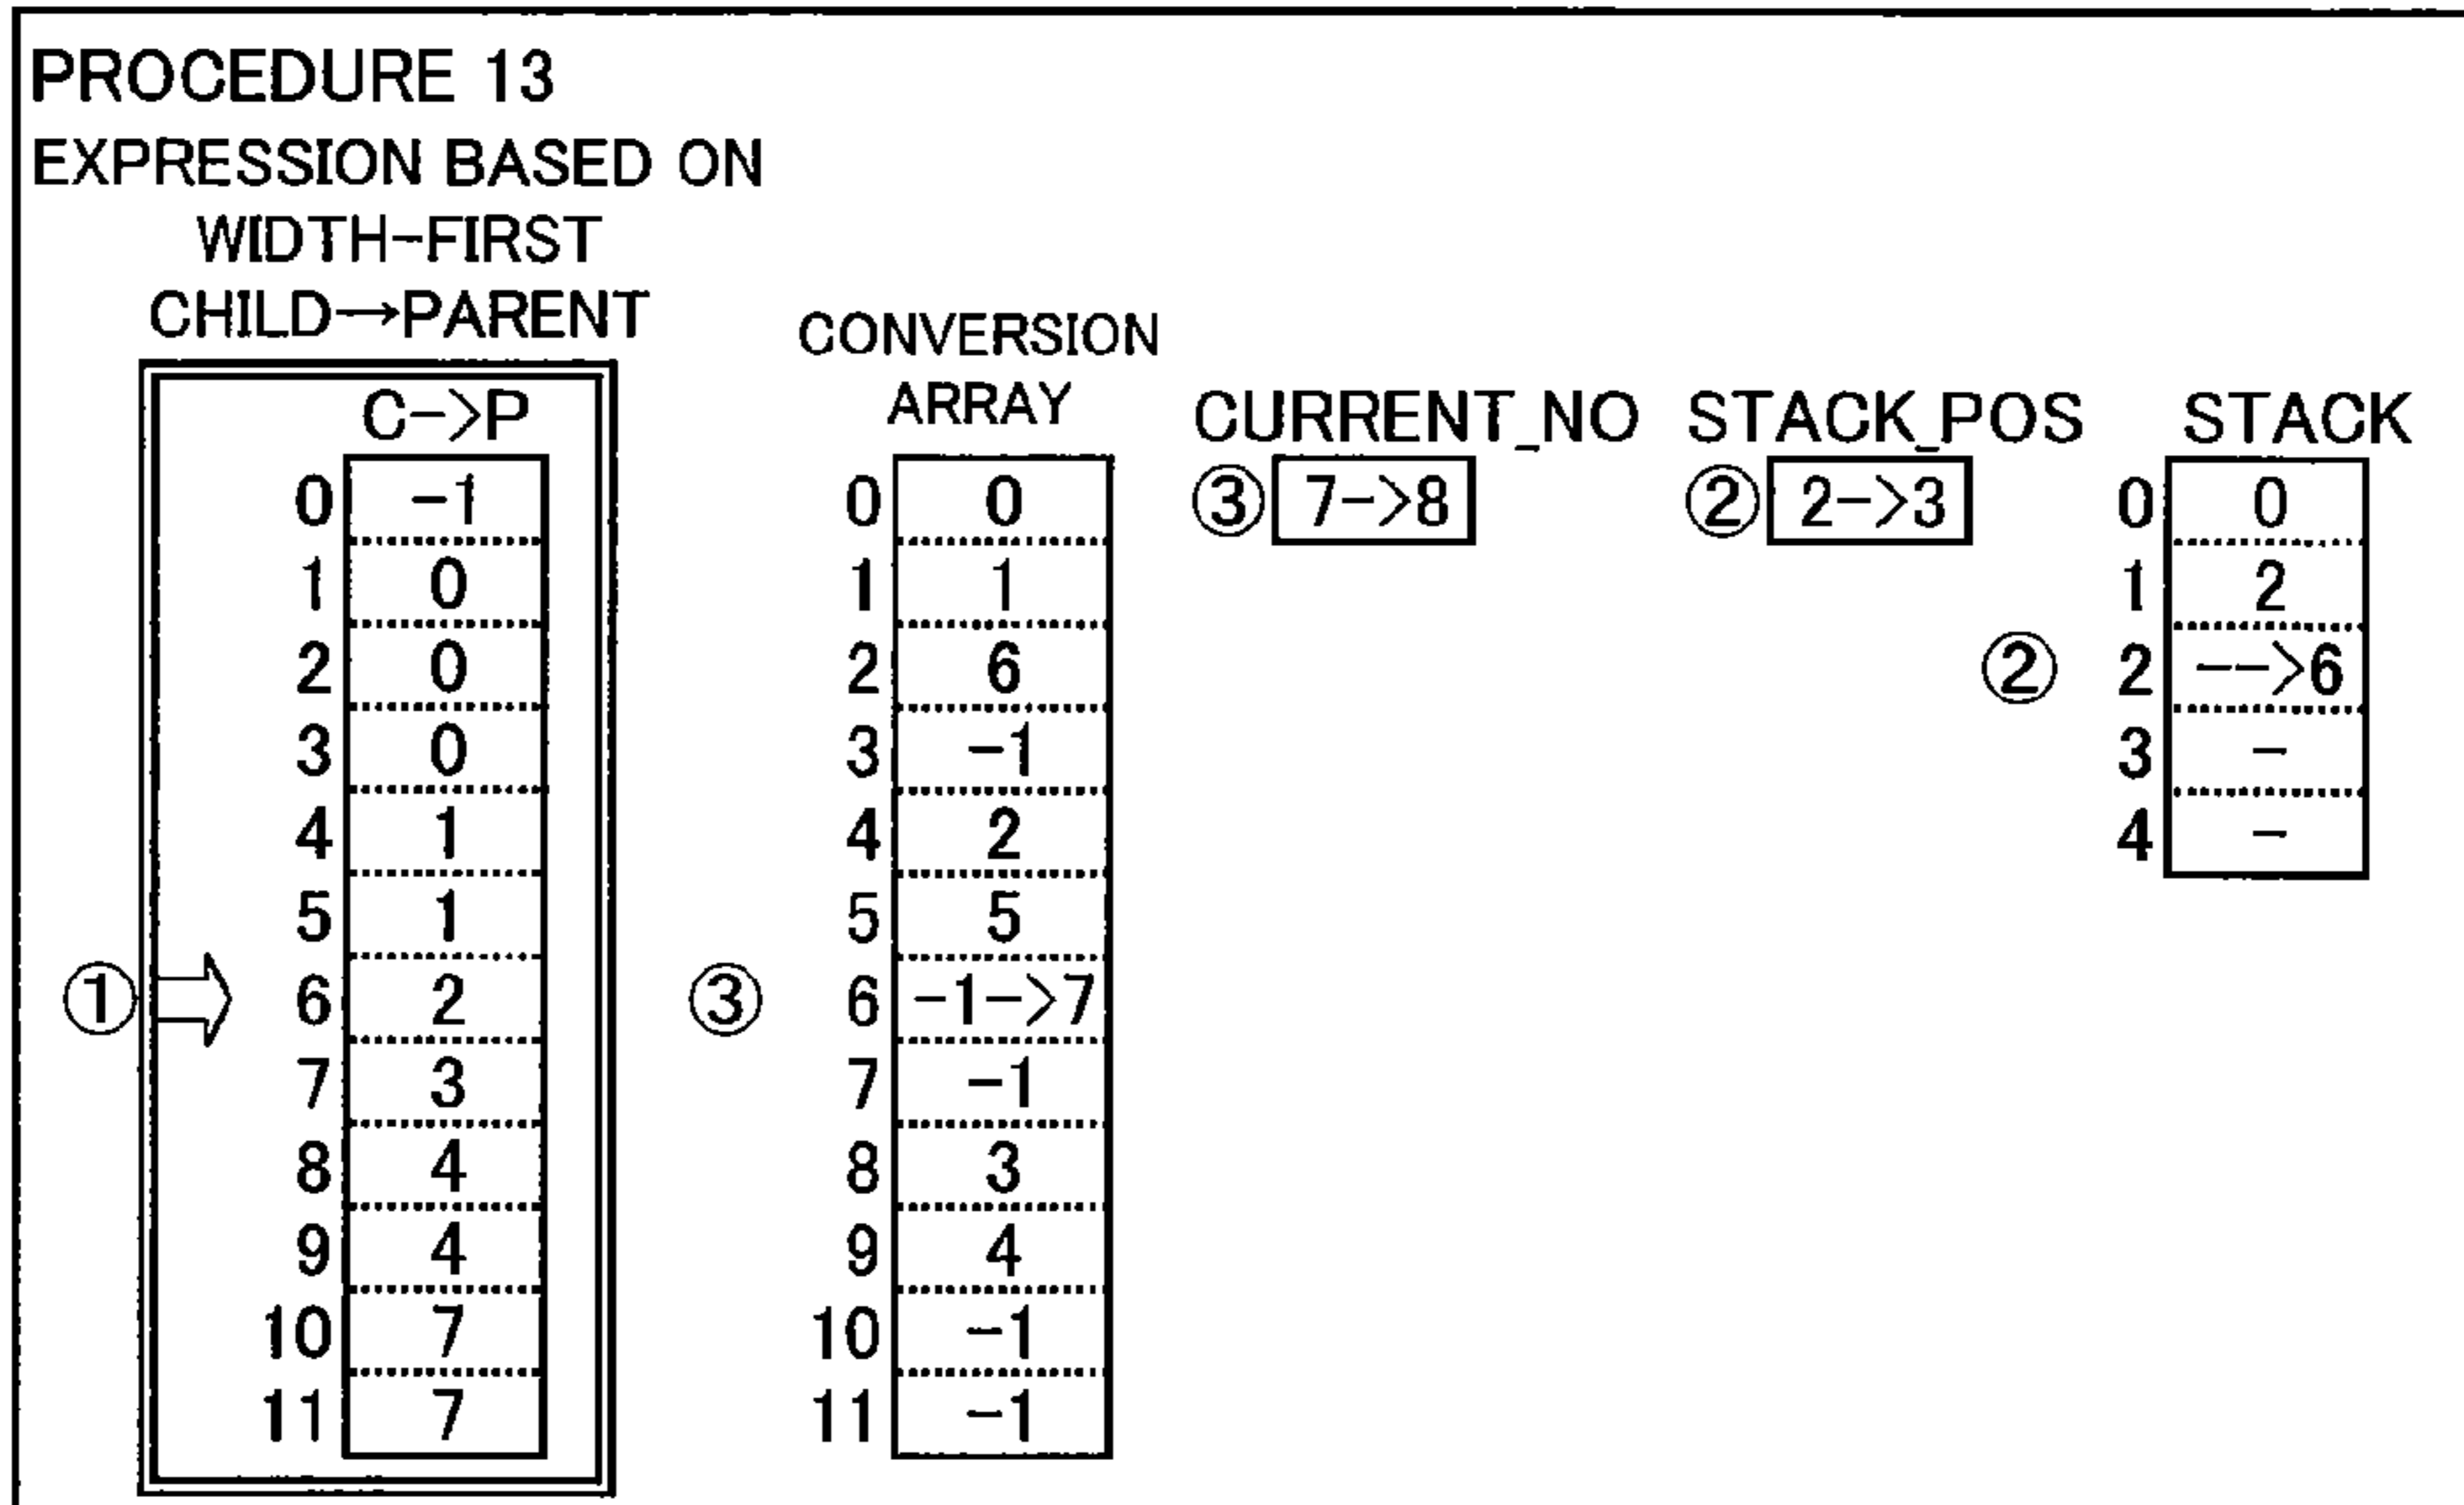 PROCEDURE 13
EXPRESSION BASED ON
WIDTH-FIRST
CHILD→PARENT
C->P
0 -1
1 0
2 0
3 0
4 1
5 1
① 6 2
7 3
8 4
9 4
10 7
11 7
CONVERSION
ARRAY
0 0
1 1
2 6
3 -1
4 2
5 5
③ 6 -1->7
7 -1
8 3
9 4
10 -1
11 -1
CURRENT_NO
③ 7->8
STACK_POS
② 2->3
STACK
0 0
1 2
② 2 -->6
3 -
4 -